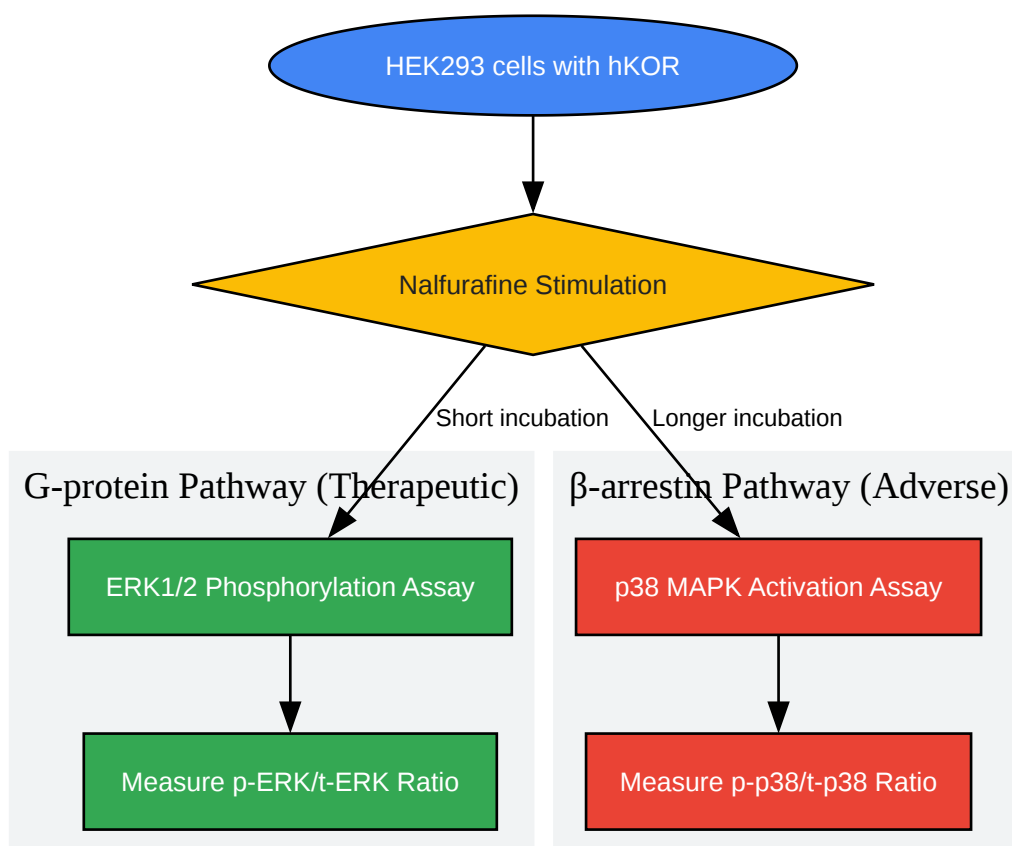 HEK293 cells with hKOR
Nalfurafine Stimulation
Short incubation
Longer incubation
G-protein Pathway (Therapeutic)
β-arrestin Pathway (Adverse)
ERK1/2 Phosphorylation Assay
p38 MAPK Activation Assay
Measure p-ERK/t-ERK Ratio
Measure p-p38/t-p38 Ratio